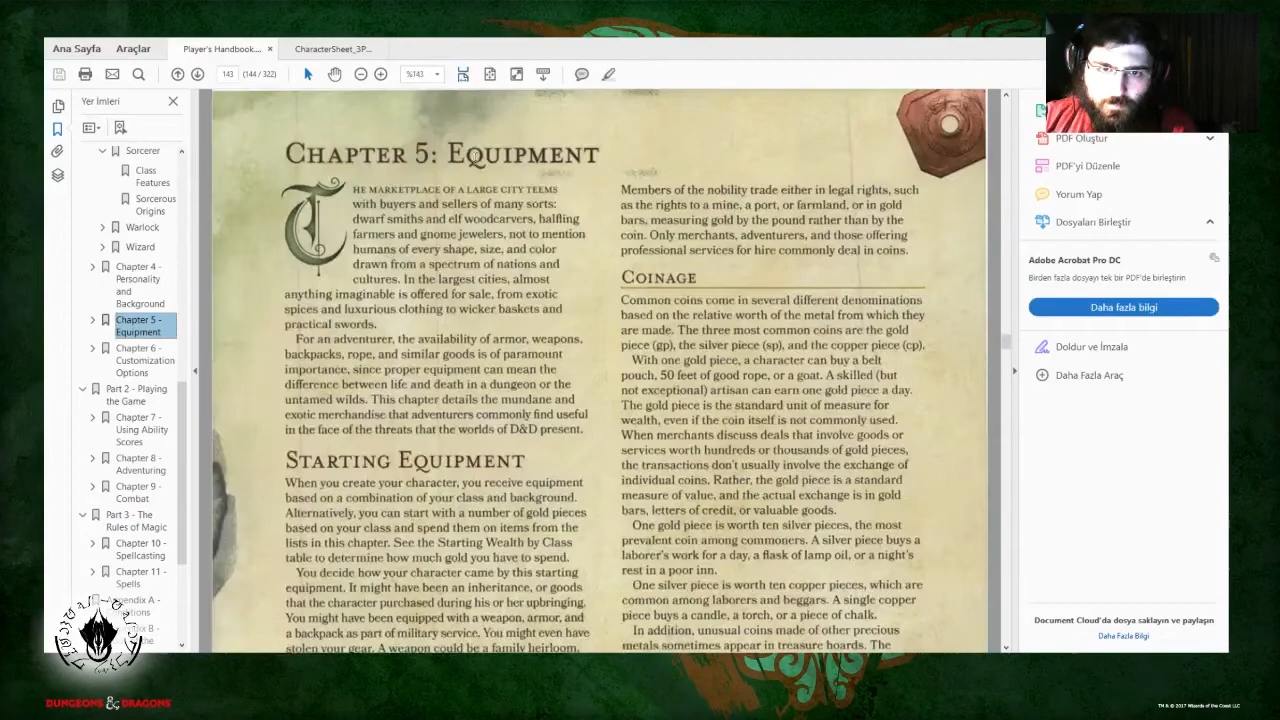 Ana Sayfa
Araçlar
Player's Handbook....
CharacterSheet_3P...
143
(144 / 322)
%143
Yer İmleri
Sorcerer
Class
Features
Sorcerous
Origins
Warlock
Wizard
Chapter 4 -
Personality
and
Background
Chapter 5 -
Equipment
Chapter 6 -
Customization
Options
Part 2 - Playing
the Game
Chapter 7 -
Using Ability
Scores
Chapter 8 -
Adventuring
Chapter 9 -
Combat
Part 3 - The
Rules of Magic
Chapter 10 -
Spellcasting
Chapter 11 -
Spells
CHAPTER 5: EQUIPMENT
THE MARKETPLACE OF A LARGE CITY TEEMS
with buyers and sellers of many sorts:
dwarf smiths and elf woodcarvers, halfling
farmers and gnome jewelers, not to mention
humans of every shape, size, and color
drawn from a spectrum of nations and
cultures. In the largest cities, almost
anything imaginable is offered for sale, from exotic
spices and luxurious clothing to wicker baskets and
practical swords.
For an adventurer, the availability of armor, weapons,
backpacks, rope, and similar goods is of paramount
importance, since proper equipment can mean the
difference between life and death in a dungeon or the
untamed wilds. This chapter details the mundane and
exotic merchandise that adventurers commonly find useful
in the face of the threats that the worlds of D&D present.
STARTING EQUIPMENT
When you create your character, you receive equipment
based on a combination of your class and background.
Alternatively, you can start with a number of gold pieces
based on your class and spend them on items from the
lists in this chapter. See the Starting Wealth by Class
table to determine how much gold you have to spend.
You decide how your character came by this starting
equipment. It might have been an inheritance, or goods
that the character purchased during his or her upbringing.
You might have been equipped with a weapon, armor, and
a backpack as part of military service. You might even have
stolen your gear. A weapon could be a family heirloom,
Members of the nobility trade either in legal rights, such
as the rights to a mine, a port, or farmland, or in gold
bars, measuring gold by the pound rather than by the
coin. Only merchants, adventurers, and those offering
professional services for hire commonly deal in coins.
COINAGE
Common coins come in several different denominations
based on the relative worth of the metal from which they
are made. The three most common coins are the gold
piece (gp), the silver piece (sp), and the copper piece (cp).
With one gold piece, a character can buy a belt
pouch, 50 feet of good rope, or a goat. A skilled (but
not exceptional) artisan can earn one gold piece a day.
The gold piece is the standard unit of measure for
wealth, even if the coin itself is not commonly used.
When merchants discuss deals that involve goods or
services worth hundreds or thousands of gold pieces,
the transactions don't usually involve the exchange of
individual coins. Rather, the gold piece is a standard
measure of value, and the actual exchange is in gold
bars, letters of credit, or valuable goods.
One gold piece is worth ten silver pieces, the most
prevalent coin among commoners. A silver piece buys a
laborer's work for a day, a flask of lamp oil, or a night's
rest in a poor inn.
One silver piece is worth ten copper pieces, which are
common among laborers and beggars. A single copper
piece buys a candle, a torch, or a piece of chalk.
In addition, unusual coins made of other precious
metals sometimes appear in treasure hoards. The
PDF Oluştur
PDF'yi Düzenle
Yorum Yap
Dosyaları Birleştir
Adobe Acrobat Pro DC
Birden fazla dosyayı tek bir PDF'de birleştirin
Daha fazla bilgi
Doldur ve İmzala
Daha Fazla Araç
Document Cloud'da dosya saklayın ve paylaşın
Daha Fazla Bilgi
DUNGEONS & DRAGONS
TM & © 2017 Wizards of the Coast LLC